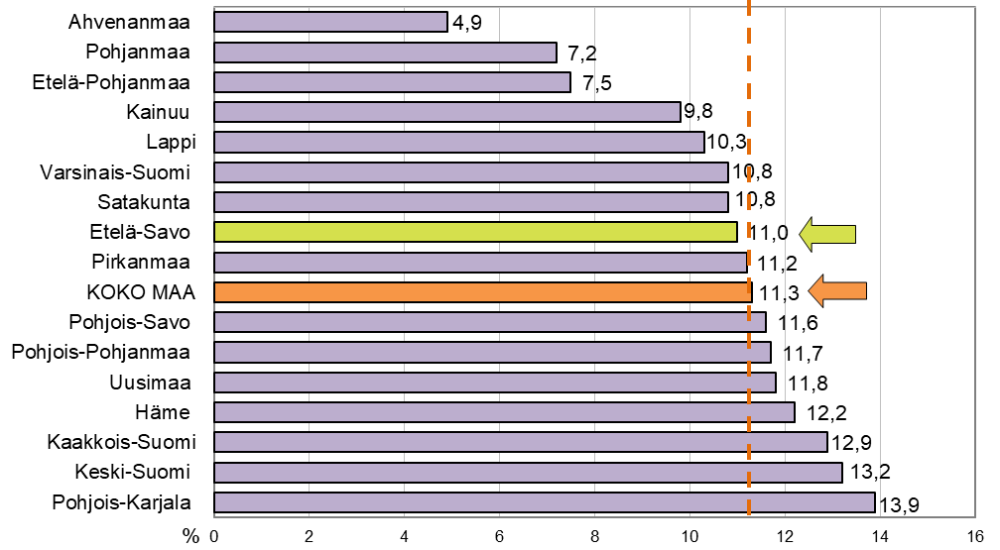 Ahvenanmaa 4,9
Pohjanmaa 7,2
Etelä-Pohjanmaa 7,5
Kainuu 9,8
Lappi 10,3
Varsinais-Suomi 10,8
Satakunta 10,8
Etelä-Savo 11,0
Pirkanmaa 11,2
KOKO MAA 11,3
Pohjois-Savo 11,6
Pohjois-Pohjanmaa 11,7
Uusimaa 11,8
Häme 12,2
Kaakkois-Suomi 12,9
Keski-Suomi 13,2
Pohjois-Karjala 13,9
% 0 2 4 6 8 10 12 14 16